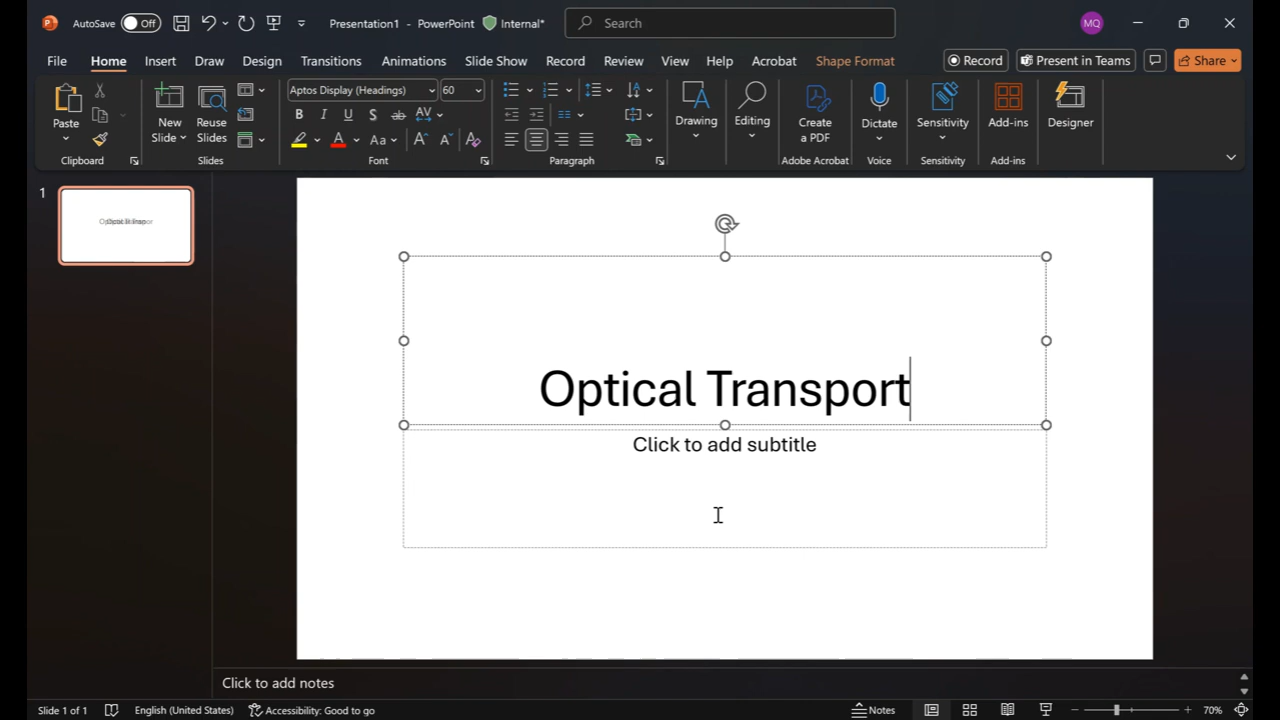 AutoSave Off Presentation1 - PowerPoint Internal* Search MQ
File Home Insert Draw Design Transitions Animations Slide Show Record Review View Help Acrobat Shape Format Record Present in Teams Share
Paste
Clipboard
New Slide
Reuse Slides
Slides
Aptos Display (Headings) 60
B I U S ab AV
A Aa A A A
Font
Paragraph
Drawing
Editing
Create a PDF
Adobe Acrobat
Dictate
Voice
Sensitivity
Sensitivity
Add-ins
Add-ins
Designer
1
Optical Transport
Click to add subtitle
Click to add notes
Slide 1 of 1 English (United States) Accessibility: Good to go Notes 70%